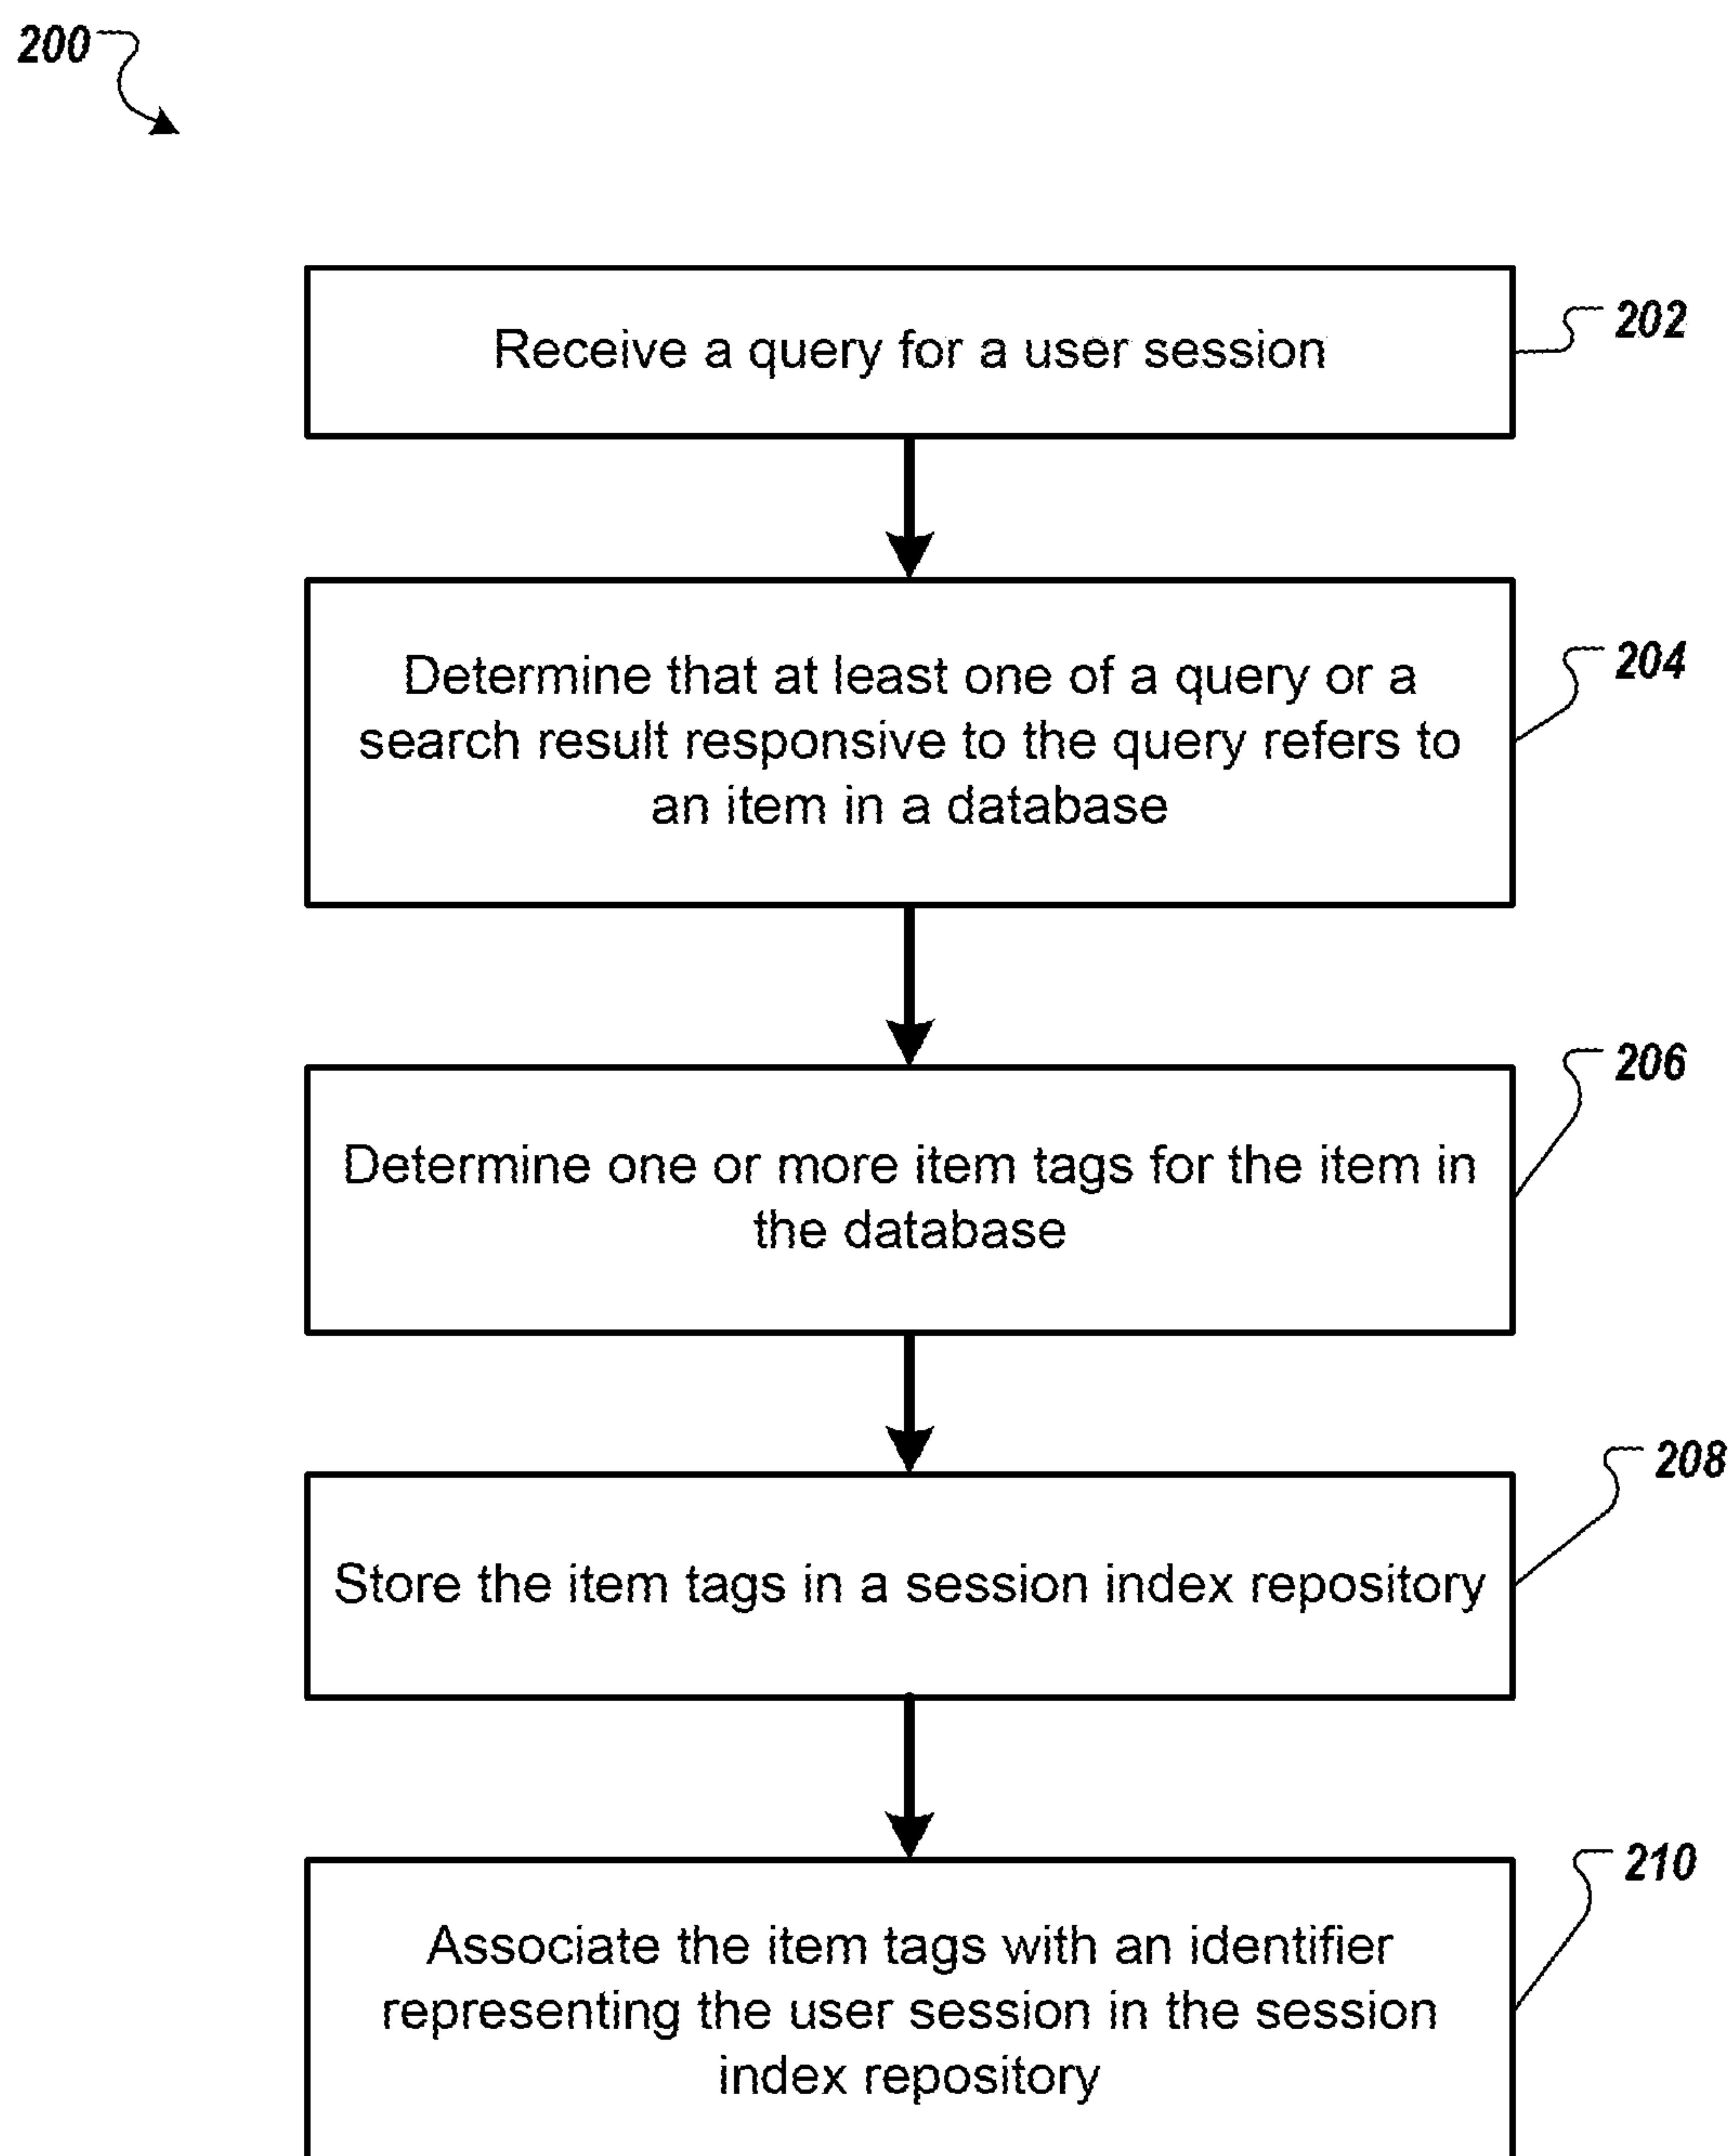 200
Receive a query for a user session
202
Determine that at least one of a query or a
search result responsive to the query refers to
an item in a database
204
Determine one or more item tags for the item in
the database
206
Store the item tags in a session index repository
208
Associate the item tags with an identifier
representing the user session in the session
index repository
210